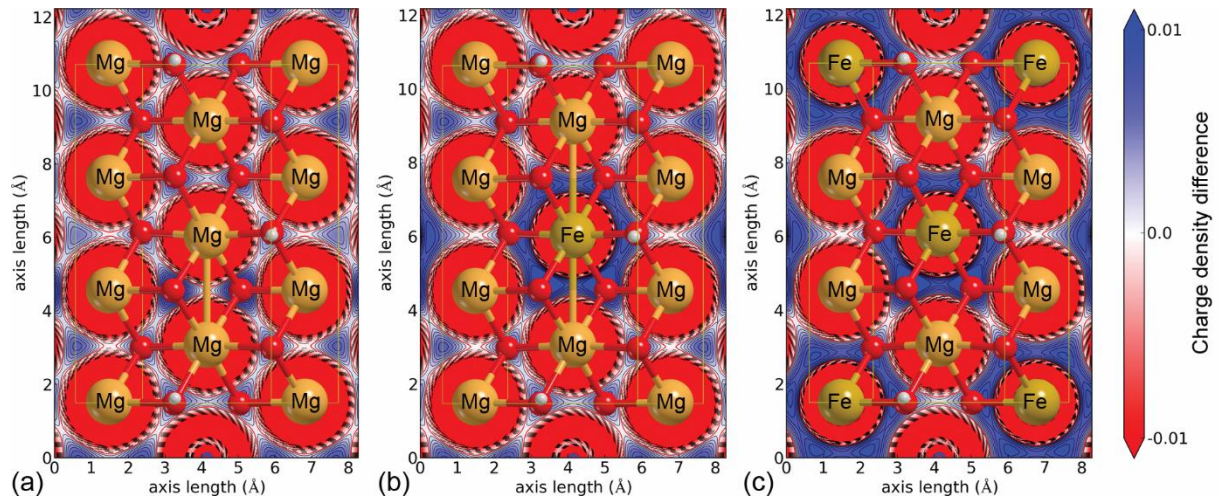 12
10
8
6
4
2
0
axis length (Å)
Mg
Mg
Mg
Mg
Mg
Mg
Mg
Mg
Mg
Mg
Mg
0 1 2 3 4 5 6 7 8
axis length (Å)
(a)
12
10
8
6
4
2
0
axis length (Å)
Mg
Mg
Mg
Mg
Mg
Fe
Mg
Mg
Mg
Mg
Mg
0 1 2 3 4 5 6 7 8
axis length (Å)
(b)
12
10
8
6
4
2
0
axis length (Å)
Fe
Fe
Mg
Mg
Mg
Fe
Mg
Mg
Mg
Fe
Fe
0 1 2 3 4 5 6 7 8
axis length (Å)
(c)
0.01
0.0
-0.01
Charge density difference